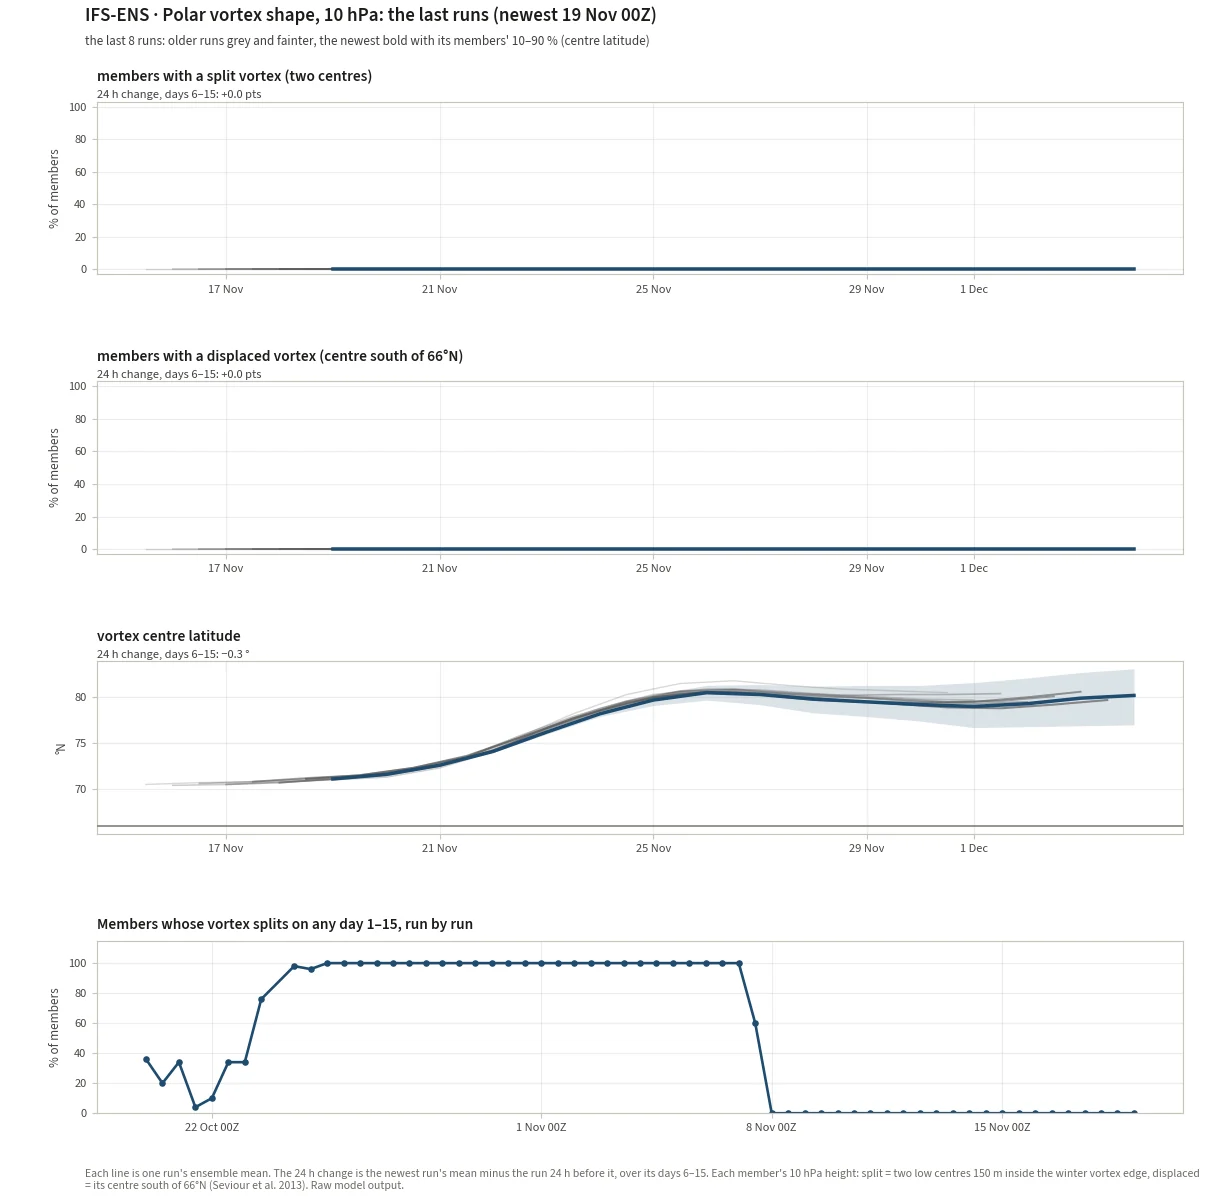 IFS-ENS · Polar vortex shape, 10 hPa: the last runs (newest 19 Nov 00Z)
the last 8 runs: older runs grey and fainter, the newest bold with its members' 10–90 % (centre latitude)
members with a split vortex (two centres)
24 h change, days 6–15: +0.0 pts
100
80
60
40
20
0
% of members
17 Nov
21 Nov
25 Nov
29 Nov
1 Dec
members with a displaced vortex (centre south of 66°N)
24 h change, days 6–15: +0.0 pts
100
80
60
40
20
0
% of members
17 Nov
21 Nov
25 Nov
29 Nov
1 Dec
vortex centre latitude
24 h change, days 6–15: −0.3 °
80
75
70
°N
17 Nov
21 Nov
25 Nov
29 Nov
1 Dec
Members whose vortex splits on any day 1–15, run by run
100
80
60
40
20
0
% of members
22 Oct 00Z
1 Nov 00Z
8 Nov 00Z
15 Nov 00Z
Each line is one run's ensemble mean. The 24 h change is the newest run's mean minus the run 24 h before it, over its days 6–15. Each member's 10 hPa height: split = two low centres 150 m inside the winter vortex edge, displaced
= its centre south of 66°N (Seviour et al. 2013). Raw model output.